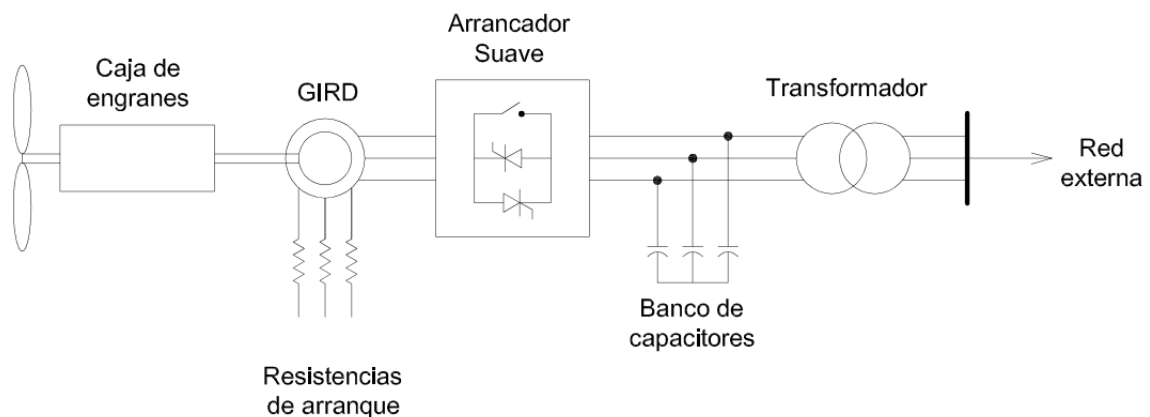 Arrancador
Suave
Caja de
engranes
GIRD
Transformador
Red
externa
Banco de
capacitores
Resistencias
de arranque